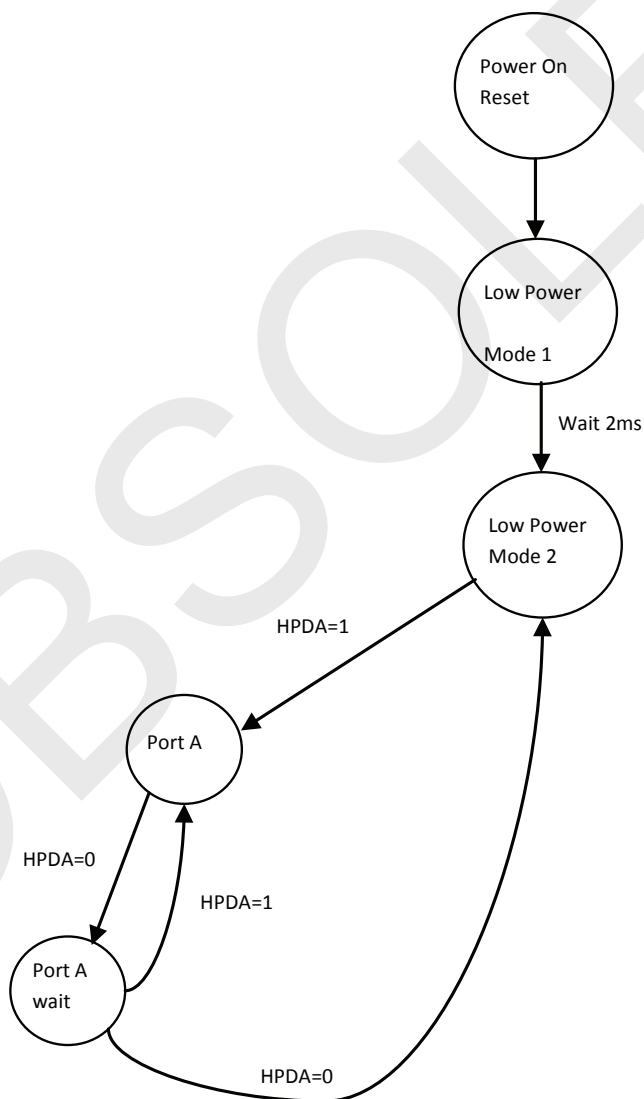 Power On
Reset
Low Power
Mode 1
Wait 2ms
Low Power
Mode 2
HPDA=1
Port A
HPDA=0
HPDA=1
Port A
wait
HPDA=0
OBSOLE